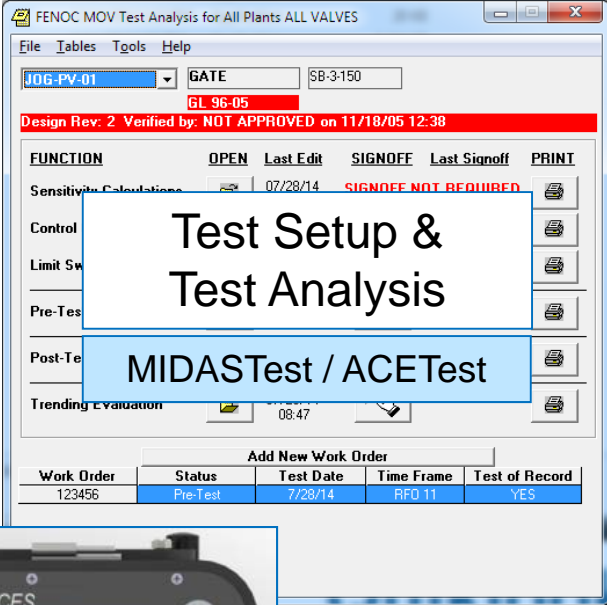 FENOC MOV Test Analysis for All Plants ALL VALVES
File Tables Tools Help
JOG-PV-01 GATE SB-3-150
GL 96-05
Design Rev: 2 Verified by: NOT APPROVED on 11/18/05 12:38
FUNCTION OPEN Last Edit SIGNOFF Last Signoff PRINT
Sensitivity Calculations 07/28/14 SIGNOFF NOT REQUIRED
Control
Limit Sw
Pre-Tes
Post-Te
Test Setup &
Test Analysis
MIDASTest / ACETest
Trending Evaluation
08:47
Add New Work Order
Work Order Status Test Date Time Frame Test of Record
123456 Pre-Test 7/28/14 RFO 11 YES
CES